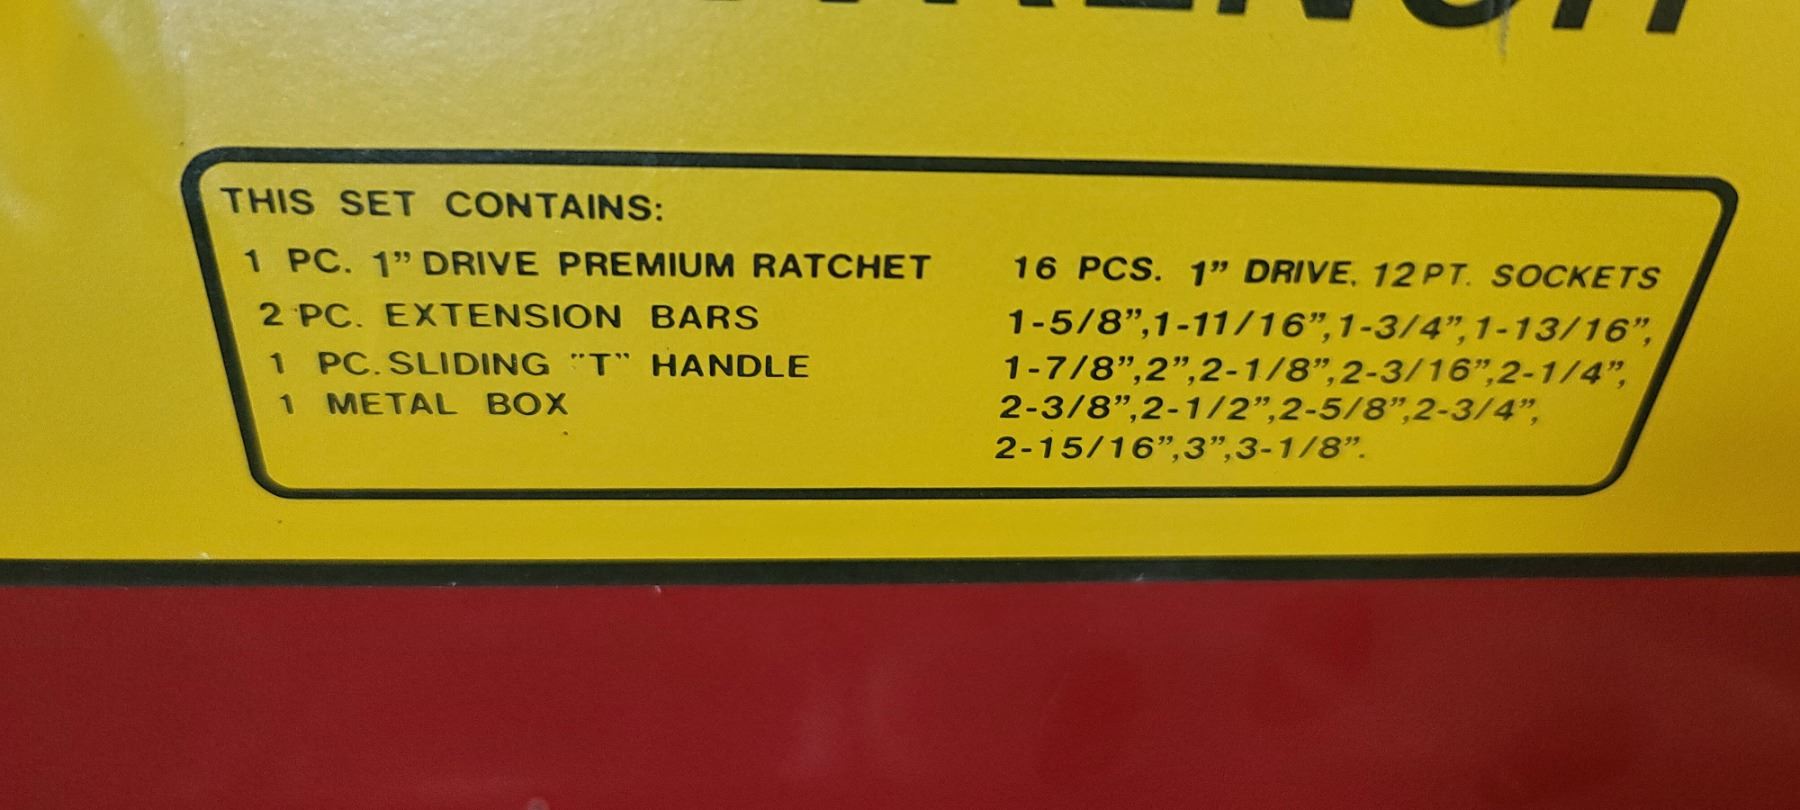 WRENCH
THIS SET CONTAINS:
1 PC. 1” DRIVE PREMIUM RATCHET
2 PC. EXTENSION BARS
1 PC. SLIDING "T" HANDLE
1 METAL BOX
16 PCS. 1” DRIVE. 12 PT. SOCKETS
1-5/8”,1-11/16”,1-3/4”,1-13/16”,
1-7/8”,2”,2-1/8”,2-3/16”,2-1/4”,
2-3/8”,2-1/2”,2-5/8”,2-3/4”,
2-15/16”,3”,3-1/8”.